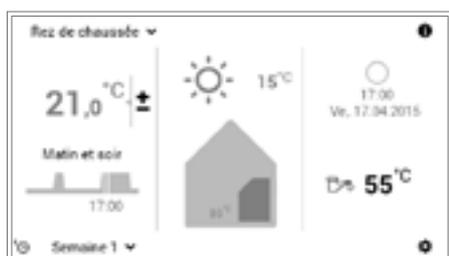 Rez de chaussée
21,0 °C ±
15 °C
17:00
Ve, 17.04.2015
Matin et soir
17:00
55 °C
Semaine 1